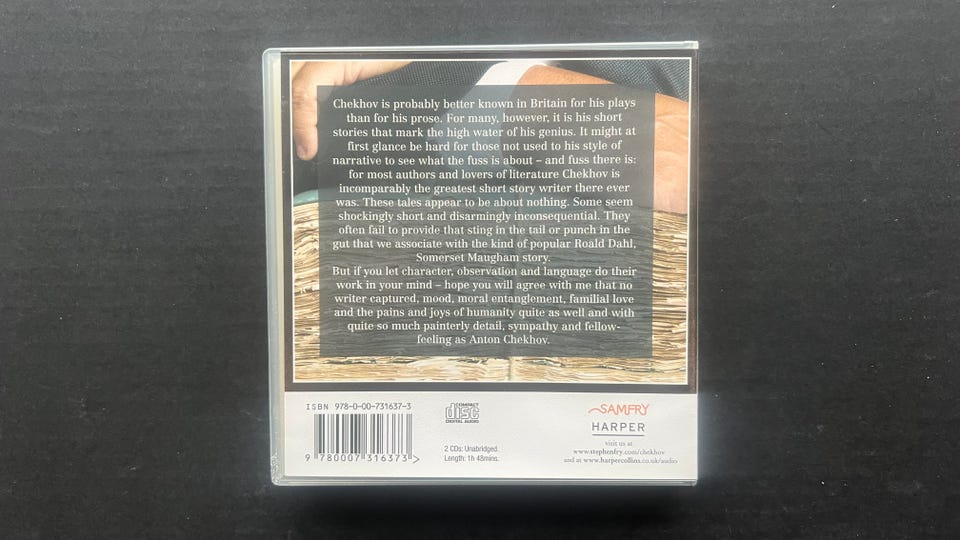 Chekhov is probably better known in Britain for his plays
than for his prose. For many, however, it is his short
stories that mark the high water of his genius. It might at
first glance be hard for those not used to his style of
narrative to see what the fuss is about – and fuss there is:
for most authors and lovers of literature Chekhov is
incomparably the greatest short story writer there ever
was. These tales appear to be about nothing. Some seem
shockingly short and disarmingly inconsequential. They
often fail to provide that sting in the tail or punch in the
gut that we associate with the kind of popular Roald Dahl,
Somerset Maugham story.
But if you let character, observation and language do their
work in your mind – hope you will agree with me that no
writer captured, mood, moral entanglement, familial love
and the pains and joys of humanity quite as well and with
quite so much painterly detail, sympathy and fellow-
feeling as Anton Chekhov.
ISBN 978-0-00-731637-3
9 780007 316373 >
COMPACT
disc
DIGITAL AUDIO
2 CDs: Unabridged.
Length: 1h 48mins.
SAMFRY
HARPER
visit us at
www.stephenfry.com/chekhov
and at www.harpercollins.co.uk/audio